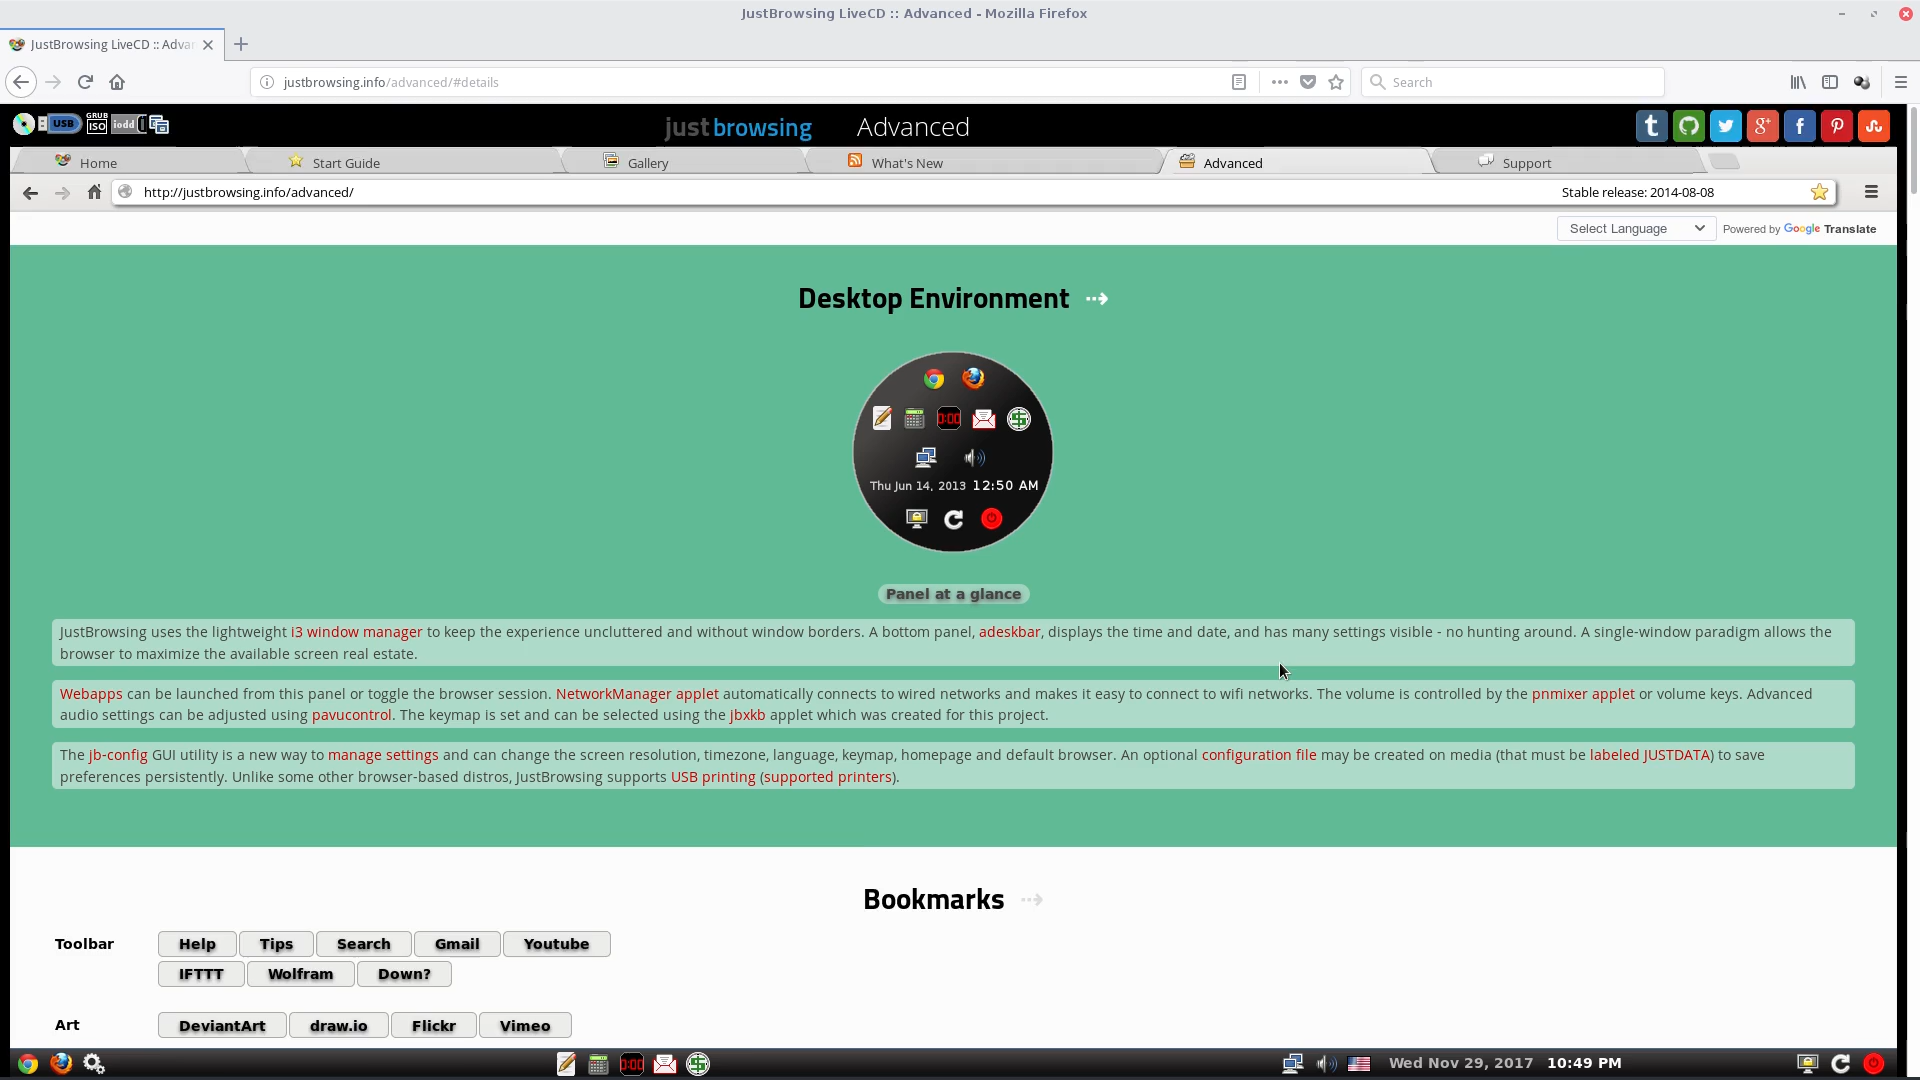 JustBrowsing LiveCD :: Advanced - Mozilla Firefox
JustBrowsing LiveCD :: Advan
justbrowsing.info/advanced/#details
Search
USB
GRUB
ISO
iodd
justbrowsing
Advanced
Home
Start Guide
Gallery
What's New
Advanced
Support
http://justbrowsing.info/advanced/
Stable release: 2014-08-08
Select Language
Powered by Google Translate
Desktop Environment
0:00
Thu Jun 14, 2013 12:50 AM
Panel at a glance
JustBrowsing uses the lightweight i3 window manager to keep the experience uncluttered and without window borders. A bottom panel, adeskbar, displays the time and date, and has many settings visible - no hunting around. A single-window paradigm allows the
browser to maximize the available screen real estate.
Webapps can be launched from this panel or toggle the browser session. NetworkManager applet automatically connects to wired networks and makes it easy to connect to wifi networks. The volume is controlled by the pnmixer applet or volume keys. Advanced
audio settings can be adjusted using pavucontrol. The keymap is set and can be selected using the jbxkb applet which was created for this project.
The jb-config GUI utility is a new way to manage settings and can change the screen resolution, timezone, language, keymap, homepage and default browser. An optional configuration file may be created on media (that must be labeled JUSTDATA) to save
preferences persistently. Unlike some other browser-based distros, JustBrowsing supports USB printing (supported printers).
Bookmarks
Toolbar Help Tips Search Gmail Youtube
IFTTT Wolfram Down?
Art DeviantArt draw.io Flickr Vimeo
0:00
Wed Nov 29, 2017 10:49 PM